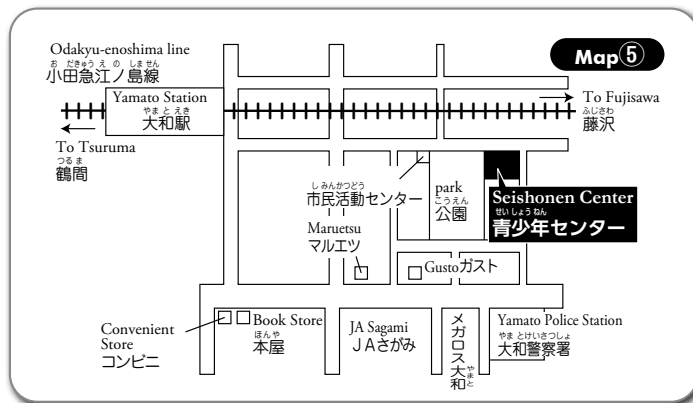 Map⑤
Odakyu-enoshima line
お だきゅう え の しません
小田急江ノ島線
Yamato Station
やまと えき
大和駅
To Fujisawa
ふじさわ
藤沢
To Tsuruma
つる ま
鶴間
しみんかつどう
市民活動センター
park
こうえん
公園
Seishonen Center
せいしょうねん
青少年センター
Maruetsu
マルエツ
Gustoガスト
Convenient
Store
コンビニ
Book Store
ほんや
本屋
JA Sagami
JAさがみ
メガロス大和
やまと
Yamato Police Station
やま とけいさつしょ
大和警察署